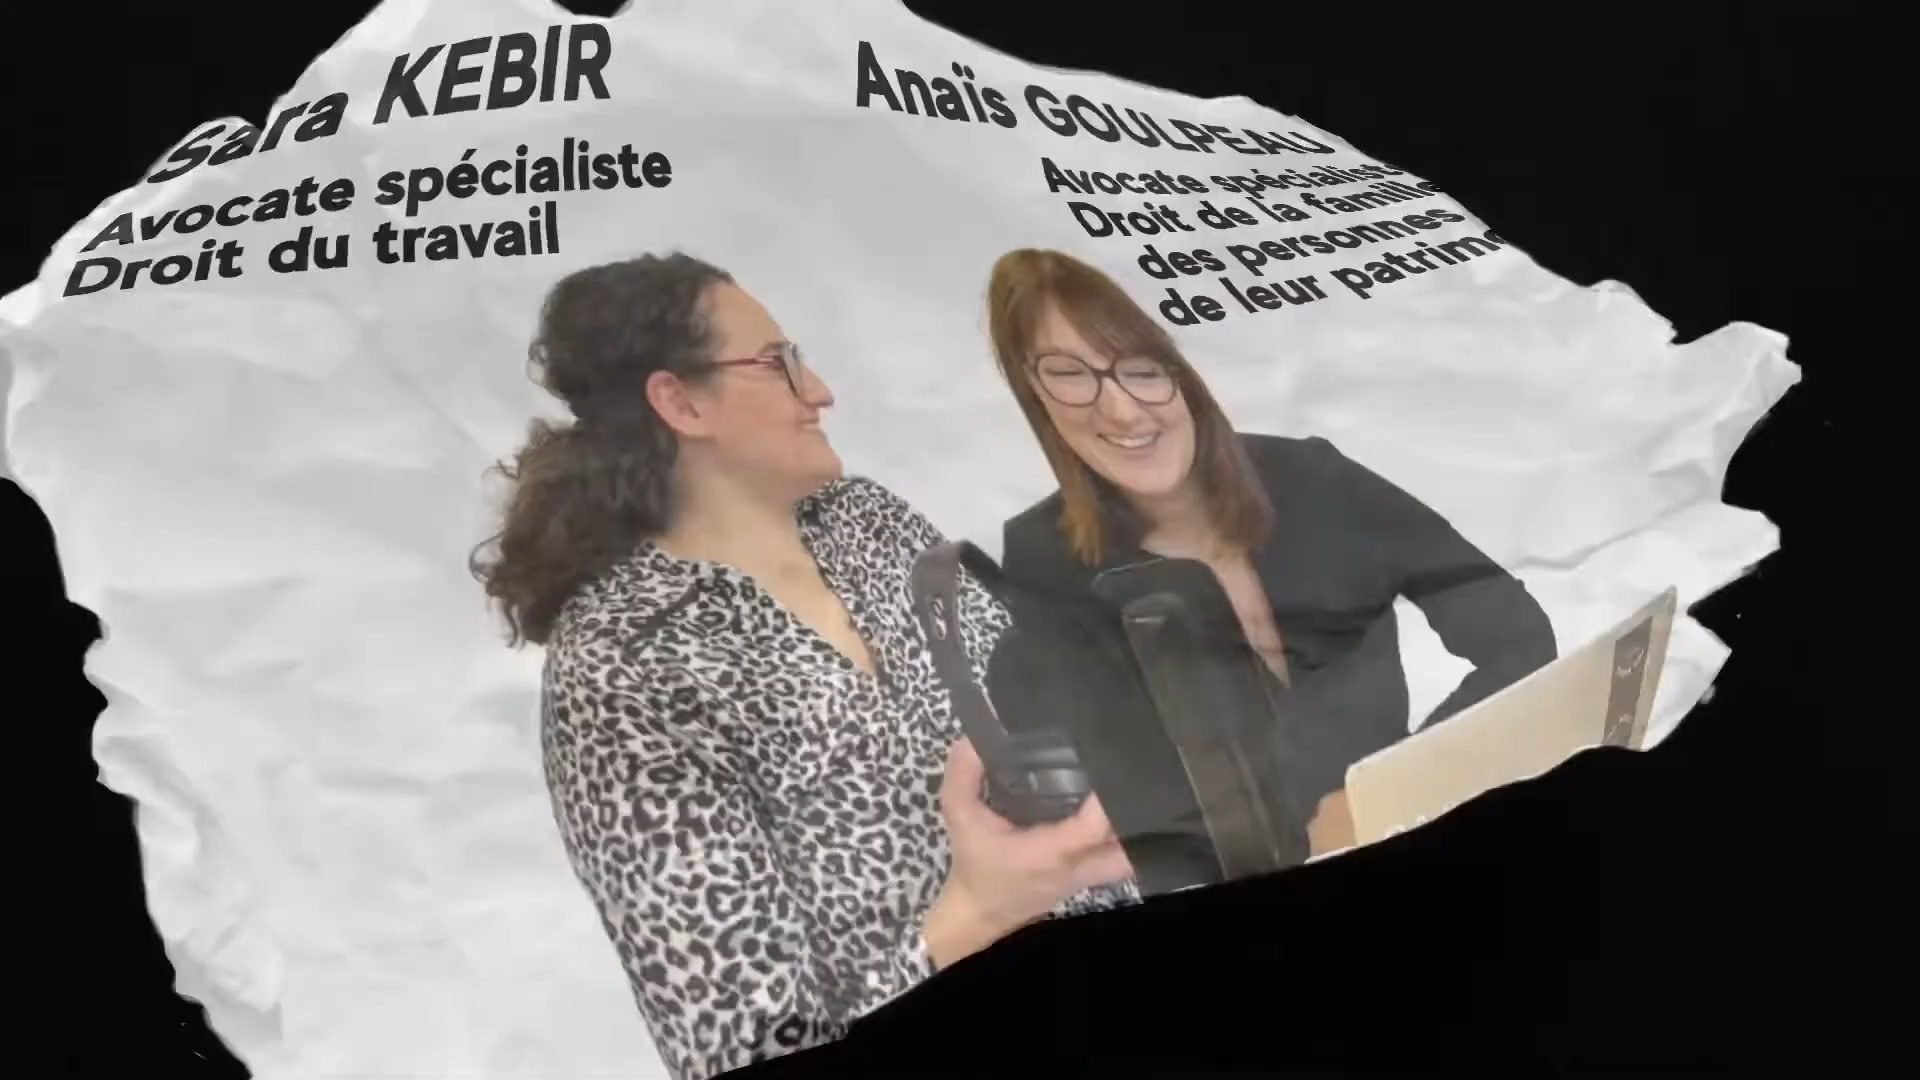 Sara KEBIR
Avocate spécialiste
Droit du travail
Anaïs GOULPEAU
Avocate spécialiste
Droit de la famille
des personnes
de leur patrim